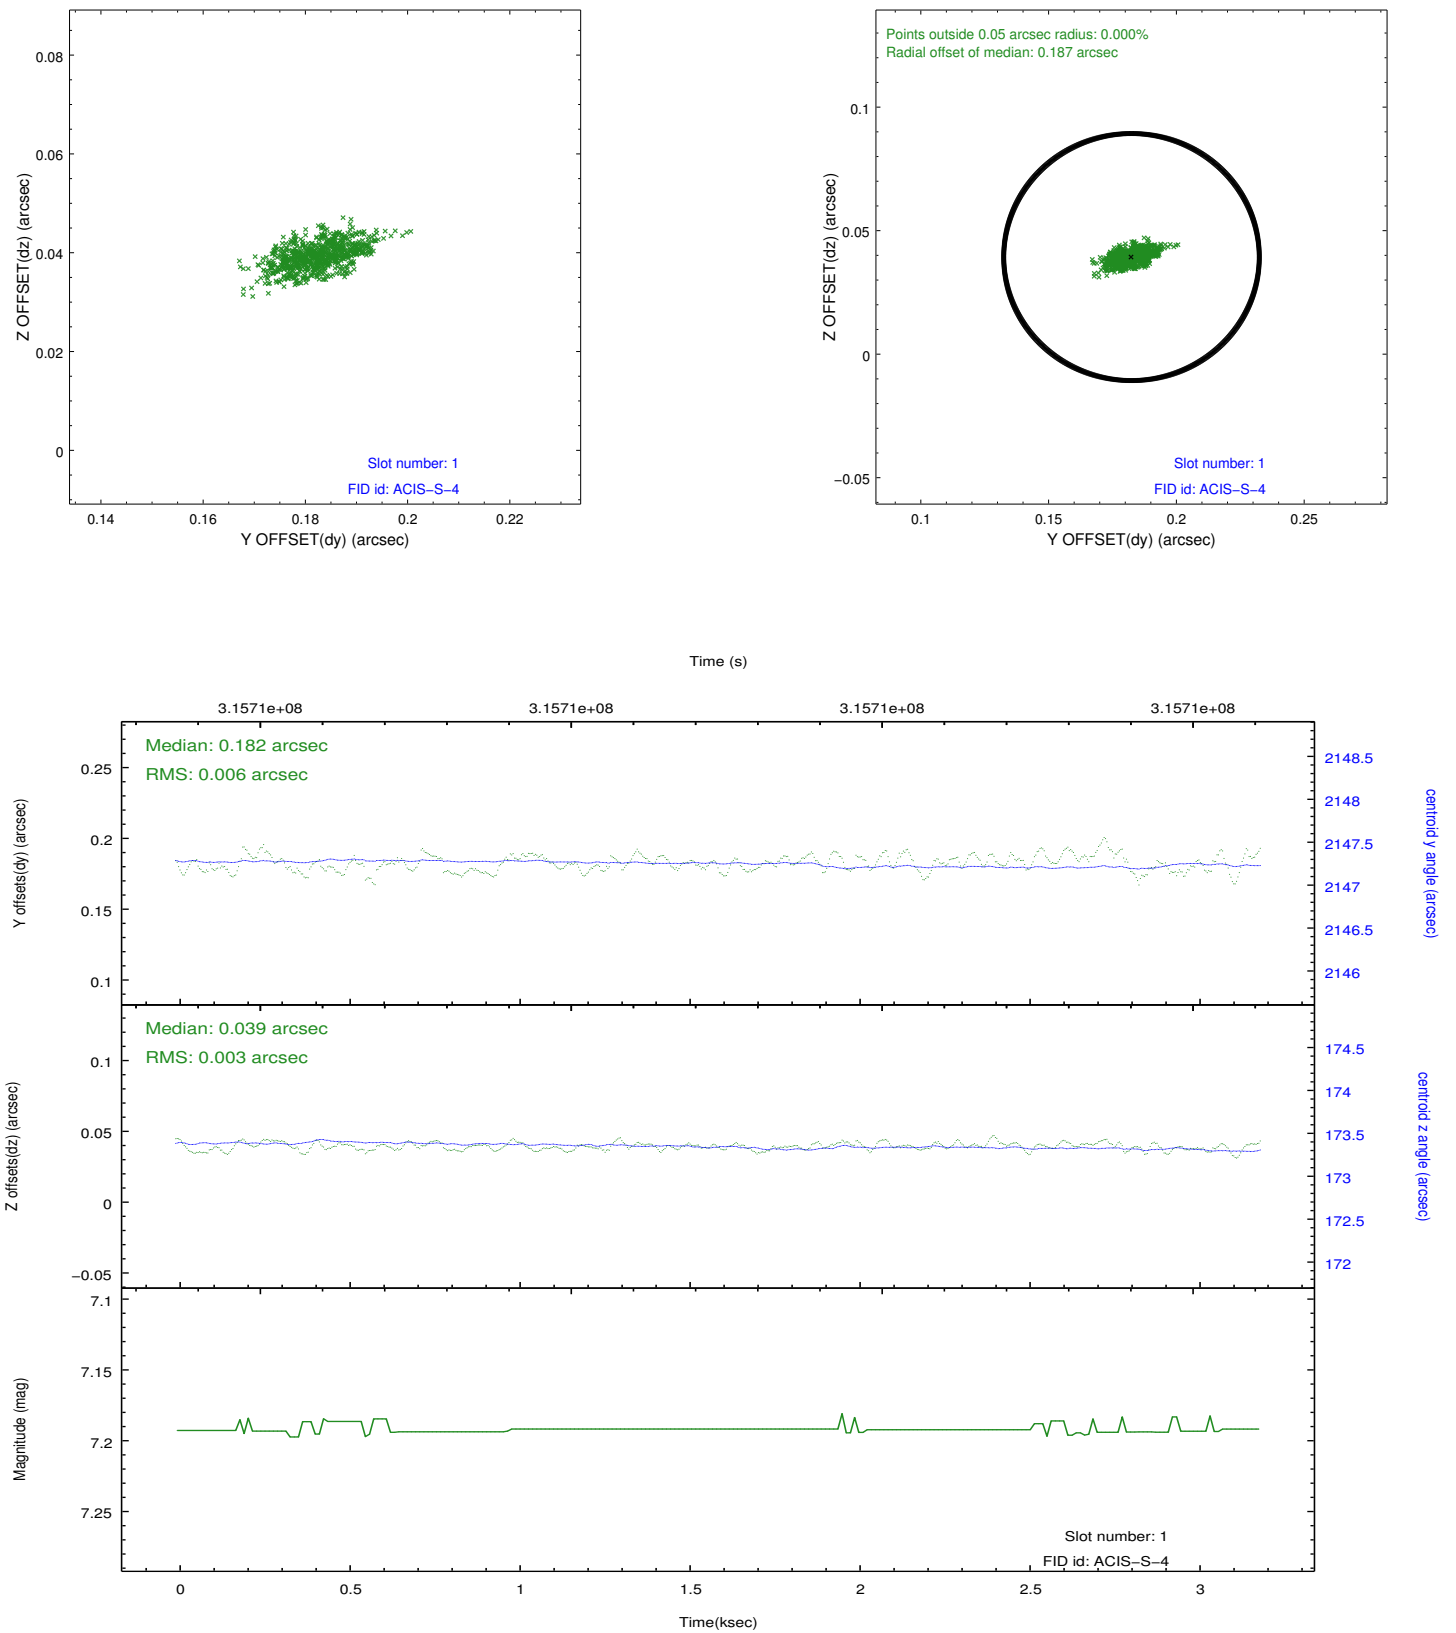 0.08
0.06
0.04
0.02
0
Z OFFSET(dz) (arcsec)
Slot number: 1
FID id: ACIS−S−4
0.14 0.16 0.18 0.2 0.22
Y OFFSET(dy) (arcsec)
Points outside 0.05 arcsec radius: 0.000%
Radial offset of median: 0.187 arcsec
0.1
0.05
0
−0.05
Z OFFSET(dz) (arcsec)
Slot number: 1
FID id: ACIS−S−4
0.1 0.15 0.2 0.25
Y OFFSET(dy) (arcsec)
Time (s)
3.1571e+08 3.1571e+08 3.1571e+08 3.1571e+08
Median: 0.182 arcsec
RMS: 0.006 arcsec
0.25
0.2
0.15
0.1
Y offsets(dy) (arcsec)
2148.5
2148
2147.5
2147
2146.5
2146
centroid y angle (arcsec)
Median: 0.039 arcsec
RMS: 0.003 arcsec
0.1
0.05
0
−0.05
Z offsets(dz) (arcsec)
174.5
174
173.5
173
172.5
172
centroid z angle (arcsec)
7.1
7.15
7.2
7.25
Magnitude (mag)
Slot number: 1
FID id: ACIS−S−4
0 0.5 1 1.5 2 2.5 3
Time(ksec)